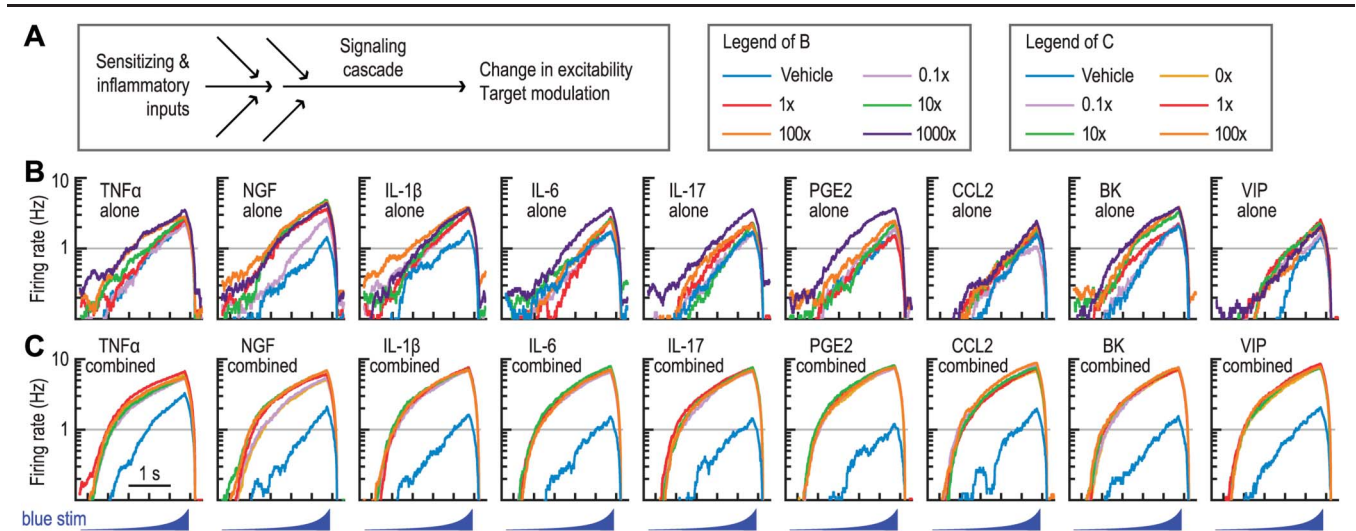 A
Sensitizing &
inflammatory
inputs
Signaling
cascade
Change in excitability
Target modulation
Legend of B
Vehicle 0.1x
1x 10x
100x 1000x
Legend of C
Vehicle 0x
0.1x 1x
10x 100x
B
Firing rate (Hz)
10
1
TNFα
alone
NGF
alone
IL-1β
alone
IL-6
alone
IL-17
alone
PGE2
alone
CCL2
alone
BK
alone
VIP
alone
C
Firing rate (Hz)
10
1
TNFα
combined
NGF
combined
IL-1β
combined
IL-6
combined
IL-17
combined
PGE2
combined
CCL2
combined
BK
combined
VIP
combined
1 s
blue stim